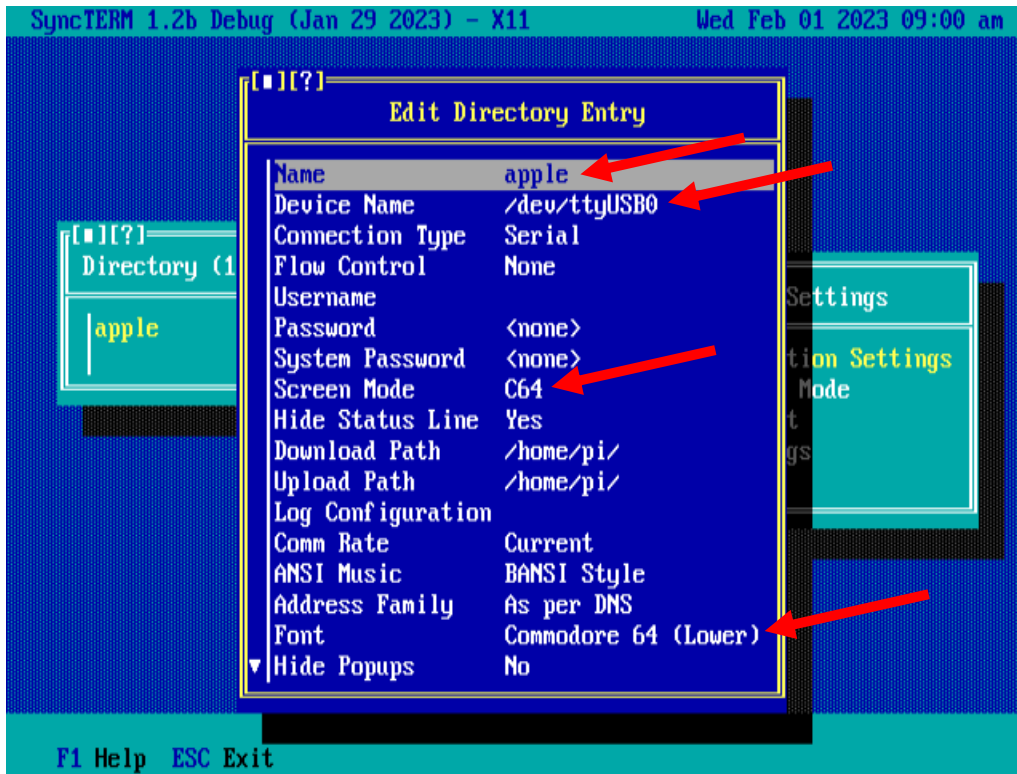 SyncTERM 1.2b Debug (Jan 29 2023) - X11 Wed Feb 01 2023 09:00 am
[■][?]
Edit Directory Entry
Name apple
Device Name /dev/ttyUSB0
Connection Type Serial
Flow Control None
Username
Password <none>
System Password <none>
Screen Mode C64
Hide Status Line Yes
Download Path /home/pi/
Upload Path /home/pi/
Log Configuration
Comm Rate Current
ANSI Music BANSI Style
Address Family As per DNS
Font Commodore 64 (Lower)
Hide Popups No
[■][?]
Directory (1
apple
Settings
tion Settings
Mode
t
gs
F1 Help ESC Exit